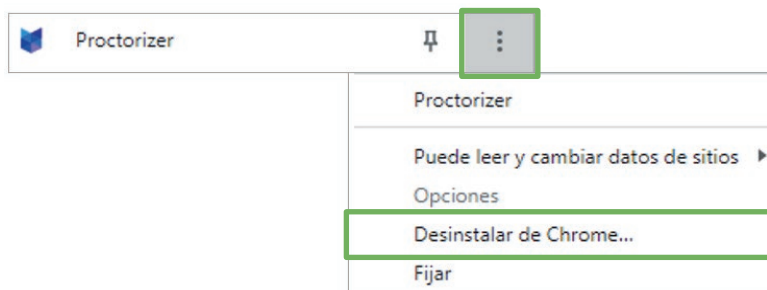 Proctorizer
Proctorizer
Puede leer y cambiar datos de sitios
Opciones
Desinstalar de Chrome...
Fijar